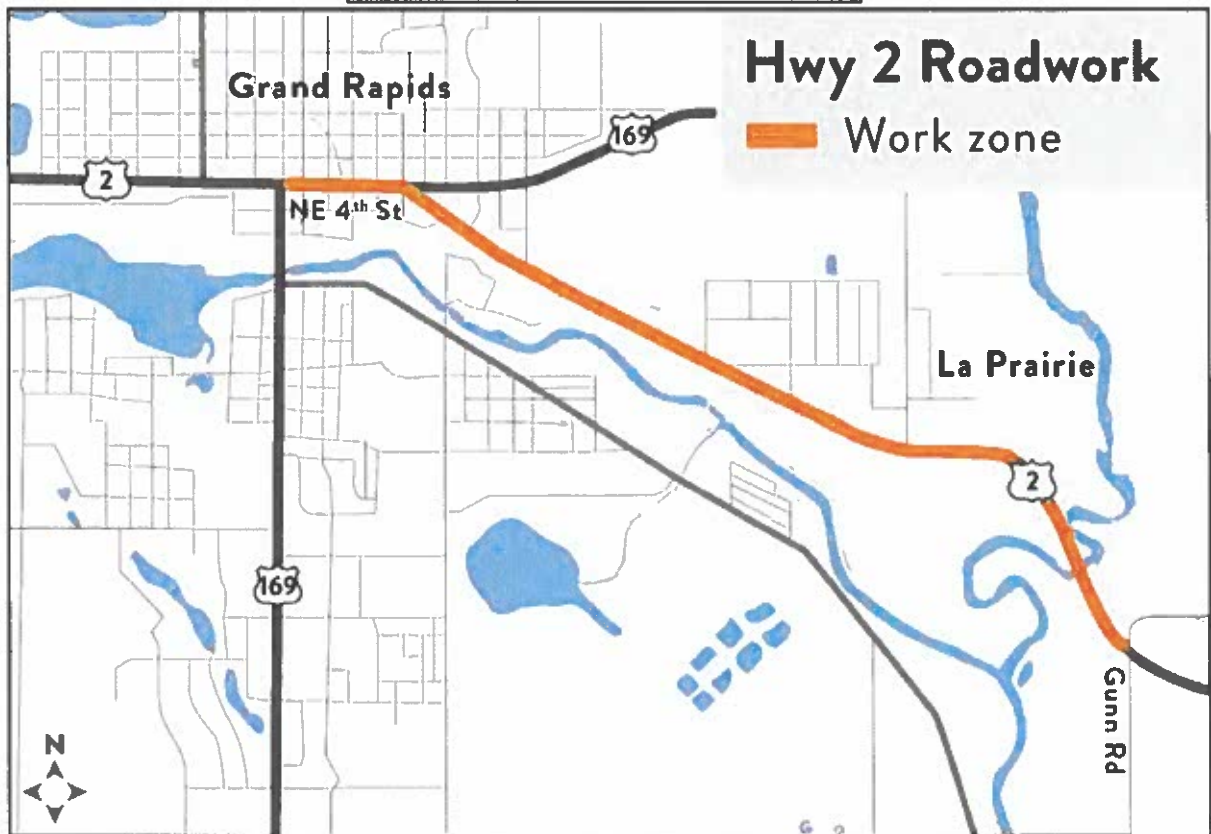 Hwy 2 Roadwork
Work zone
Grand Rapids
169
2
NE 4th St
La Prairie
2
169
Gunn Rd
N